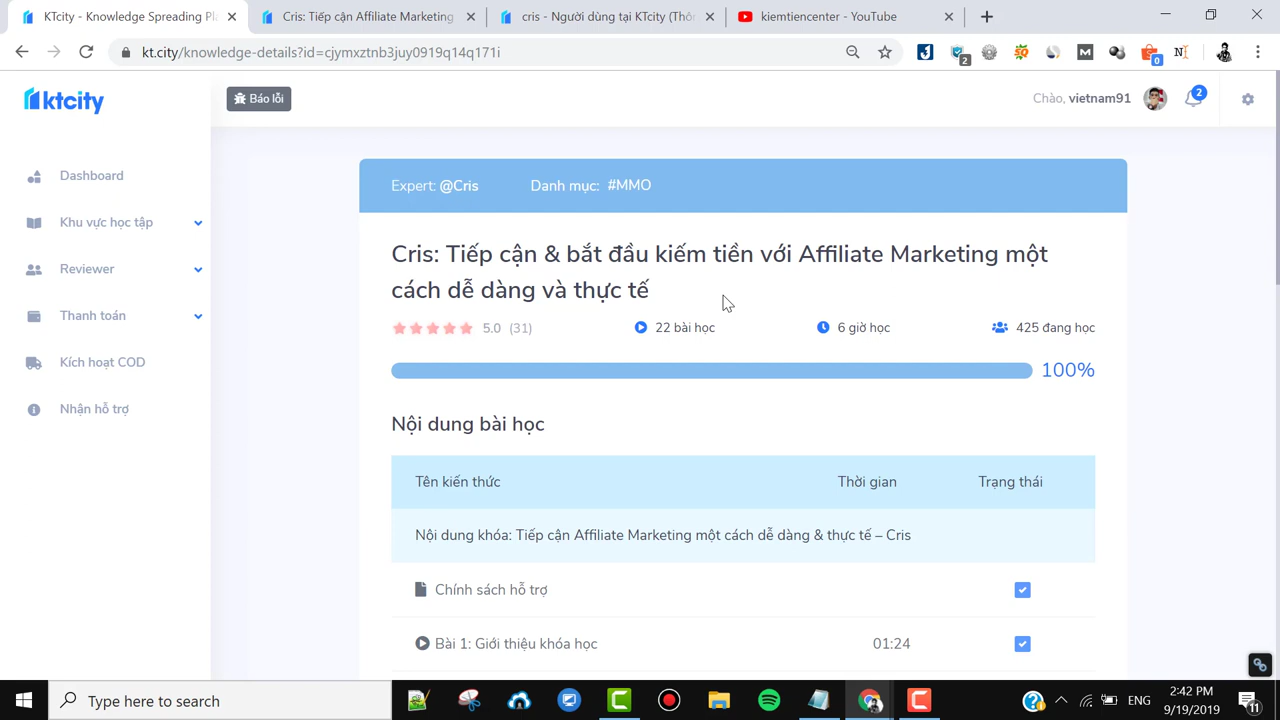 KTCity - Knowledge Spreading Pla
Cris: Tiếp cận Affiliate Marketing
cris - Người dùng tại KTcity (Thôn
kiemtiencenter - YouTube
kt.city/knowledge-details?id=cjymxztnb3juy0919q14q171i
2
0
ktcity
Báo lỗi
Chào, vietnam91
2
Dashboard
Khu vực học tập
Reviewer
Thanh toán
Kích hoạt COD
Nhận hỗ trợ
Expert: @Cris
Danh mục: #MMO
Cris: Tiếp cận & bắt đầu kiếm tiền với Affiliate Marketing một
cách dễ dàng và thực tế
5.0 (31)
22 bài học
6 giờ học
425 đang học
100%
Nội dung bài học
Tên kiến thức
Thời gian
Trạng thái
Nội dung khóa: Tiếp cận Affiliate Marketing một cách dễ dàng & thực tế – Cris
Chính sách hỗ trợ
Bài 1: Giới thiệu khóa học
01:24
Type here to search
ENG
2:42 PM
9/19/2019
11